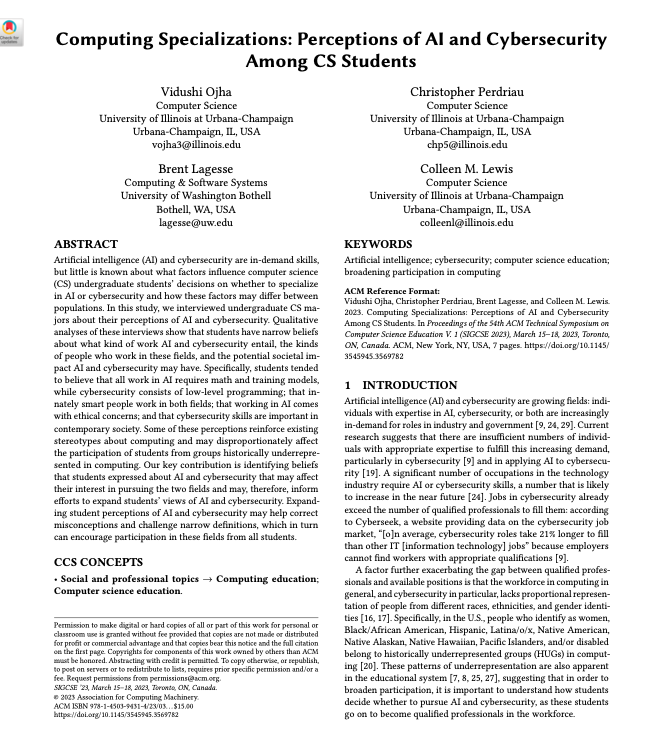 Check for
updates
Computing Specializations: Perceptions of AI and Cybersecurity
Among CS Students
Vidushi Ojha
Computer Science
University of Illinois at Urbana-Champaign
Urbana-Champaign, IL, USA
vojha3@illinois.edu
Christopher Perdriau
Computer Science
University of Illinois at Urbana-Champaign
Urbana-Champaign, IL, USA
chp5@illinois.edu
Brent Lagesse
Computing & Software Systems
University of Washington Bothell
Bothell, WA, USA
lagesse@uw.edu
Colleen M. Lewis
Computer Science
University of Illinois at Urbana-Champaign
Urbana-Champaign, IL, USA
colleenl@illinois.edu
ABSTRACT
Artificial intelligence (AI) and cybersecurity are in-demand skills,
but little is known about what factors influence computer science
(CS) undergraduate students' decisions on whether to specialize
in AI or cybersecurity and how these factors may differ between
populations. In this study, we interviewed undergraduate CS ma-
jors about their perceptions of AI and cybersecurity. Qualitative
analyses of these interviews show that students have narrow beliefs
about what kind of work AI and cybersecurity entail, the kinds
of people who work in these fields, and the potential societal im-
pact AI and cybersecurity may have. Specifically, students tended
to believe that all work in AI requires math and training models,
while cybersecurity consists of low-level programming; that in-
nately smart people work in both fields; that working in AI comes
with ethical concerns; and that cybersecurity skills are important in
contemporary society. Some of these perceptions reinforce existing
stereotypes about computing and may disproportionately affect
the participation of students from groups historically underrepre-
sented in computing. Our key contribution is identifying beliefs
that students expressed about AI and cybersecurity that may affect
their interest in pursuing the two fields and may, therefore, inform
efforts to expand students' views of AI and cybersecurity. Expand-
ing student perceptions of AI and cybersecurity may help correct
misconceptions and challenge narrow definitions, which in turn
can encourage participation in these fields from all students.
CCS CONCEPTS
• Social and professional topics → Computing education;
Computer science education.
Permission to make digital or hard copies of all or part of this work for personal or
classroom use is granted without fee provided that copies are not made or distributed
for profit or commercial advantage and that copies bear this notice and the full citation
on the first page. Copyrights for components of this work owned by others than ACM
must be honored. Abstracting with credit is permitted. To copy otherwise, or republish,
to post on servers or to redistribute to lists, requires prior specific permission and/or a
fee. Request permissions from permissions@acm.org.
SIGCSE '23, March 15–18, 2023, Toronto, ON, Canada.
© 2023 Association for Computing Machinery.
ACM ISBN 978-1-4503-9431-4/23/03...$15.00
https://doi.org/10.1145/3545945.3569782
KEYWORDS
Artificial intelligence; cybersecurity; computer science education;
broadening participation in computing
ACM Reference Format:
Vidushi Ojha, Christopher Perdriau, Brent Lagesse, and Colleen M. Lewis.
2023. Computing Specializations: Perceptions of AI and Cybersecurity
Among CS Students. In Proceedings of the 54th ACM Technical Symposium on
Computer Science Education V. 1 (SIGCSE 2023), March 15–18, 2023, Toronto,
ON, Canada. ACM, New York, NY, USA, 7 pages. https://doi.org/10.1145/
3545945.3569782
1 INTRODUCTION
Artificial intelligence (AI) and cybersecurity are growing fields: indi-
viduals with expertise in AI, cybersecurity, or both are increasingly
in-demand for roles in industry and government [9, 24, 29]. Current
research suggests that there are insufficient numbers of individ-
uals with appropriate expertise to fulfill this increasing demand,
particularly in cybersecurity [9] and in applying AI to cybersecu-
rity [19]. A significant number of occupations in the technology
industry require AI or cybersecurity skills, a number that is likely
to increase in the near future [24]. Jobs in cybersecurity already
exceed the number of qualified professionals to fill them: according
to Cyberseek, a website providing data on the cybersecurity job
market, "[o]n average, cybersecurity roles take 21% longer to fill
than other IT [information technology] jobs" because employers
cannot find workers with appropriate qualifications [9].
A factor further exacerbating the gap between qualified profes-
sionals and available positions is that the workforce in computing in
general, and cybersecurity in particular, lacks proportional represen-
tation of people from different races, ethnicities, and gender identi-
ties [16, 17]. Specifically, in the U.S., people who identify as women,
Black/African American, Hispanic, Latina/o/x, Native American,
Native Alaskan, Native Hawaiian, Pacific Islanders, and/or disabled
belong to historically underrepresented groups (HUGs) in comput-
ing [20]. These patterns of underrepresentation are also apparent
in the educational system [7, 8, 25, 27], suggesting that in order to
broaden participation, it is important to understand how students
decide whether to pursue AI and cybersecurity, as these students
go on to become qualified professionals in the workforce.